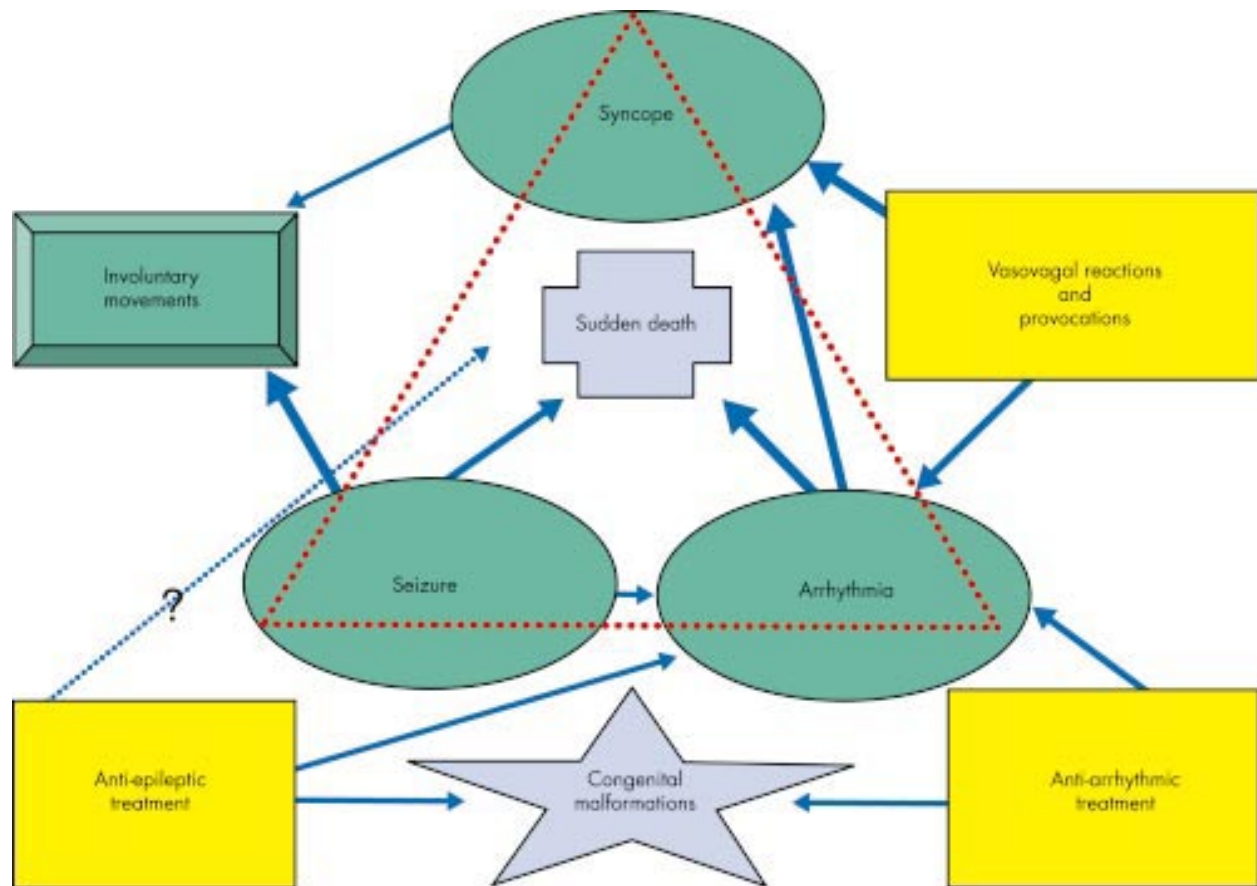 Syncope
Involuntary
movements
Vasovagal reactions
and
provocations
Sudden death
Seizure
Arrhythmia
?
Anti-epileptic
treatment
Congenital
malformations
Anti-arrhythmic
treatment